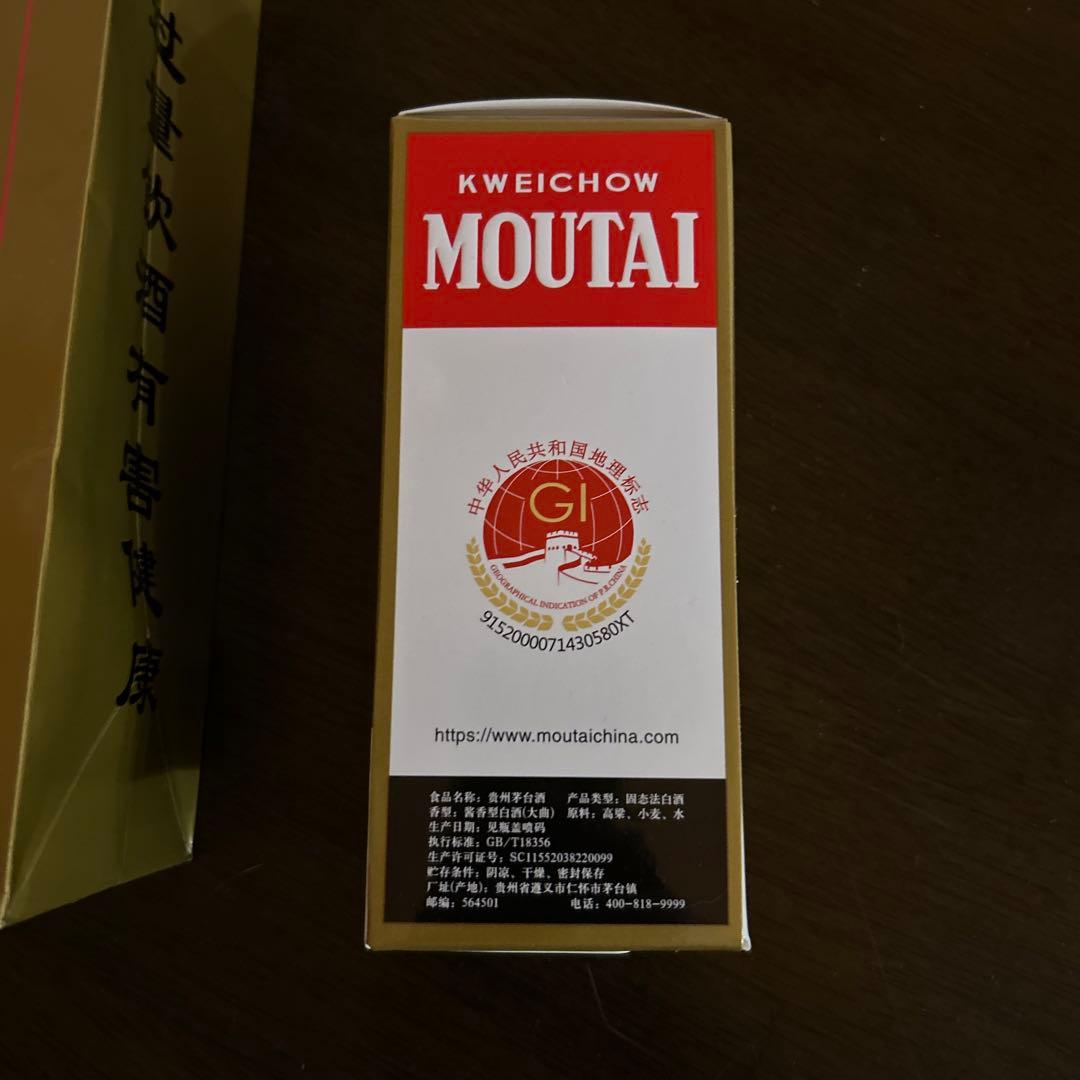 过量饮酒有害健康
KWEICHOW
MOUTAI
中华人民共和国地理标志
GI
GEOGRAPHICAL INDICATION OF P.R.CHINA
9152000071430580XT
https://www.moutaichina.com
食品名称：贵州茅台酒 产品类型：固态法白酒
香型：酱香型白酒(大曲) 原料：高粱、小麦、水
生产日期：见瓶盖喷码
执行标准：GB/T18356
生产许可证号：SC11552038220099
贮存条件：阴凉、干燥、密封保存
厂址(产地)：贵州省遵义市仁怀市茅台镇
邮编：564501 电话：400-818-9999